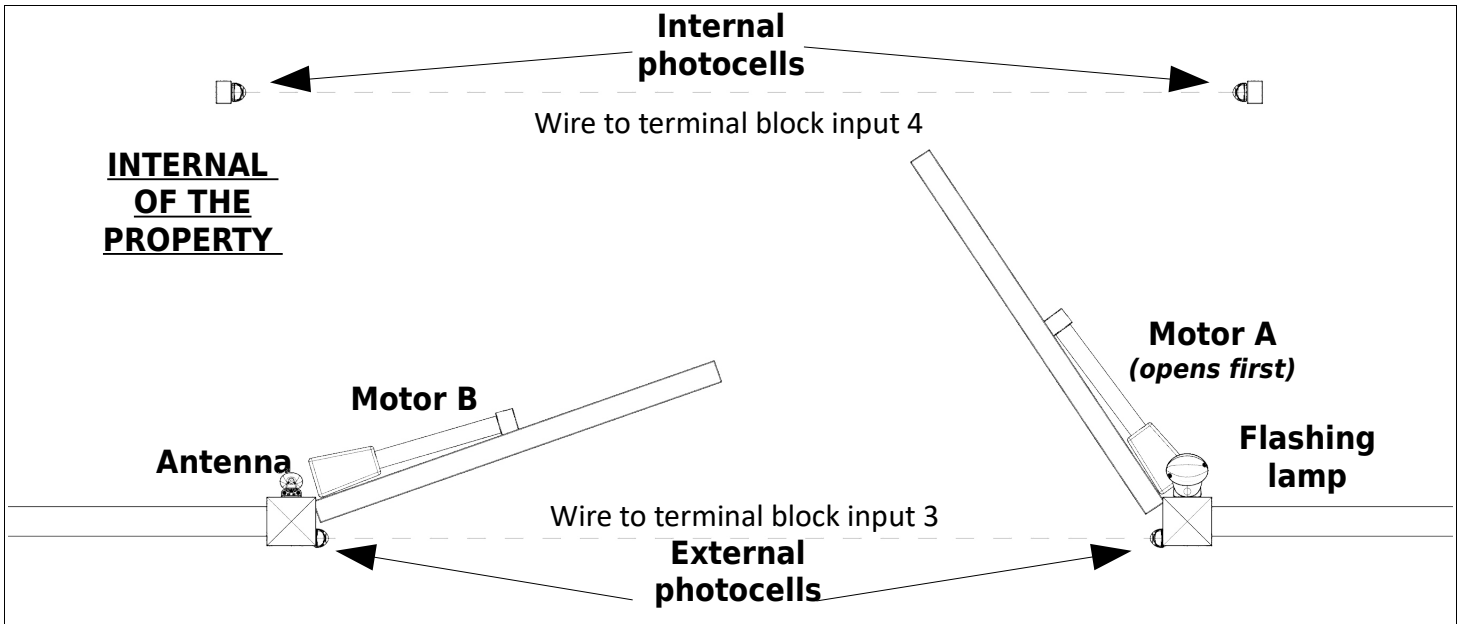 Internal
photocells
Wire to terminal block input 4
INTERNAL
OF THE
PROPERTY
Motor A
(opens first)
Motor B
Antenna
Flashing
lamp
Wire to terminal block input 3
External
photocells